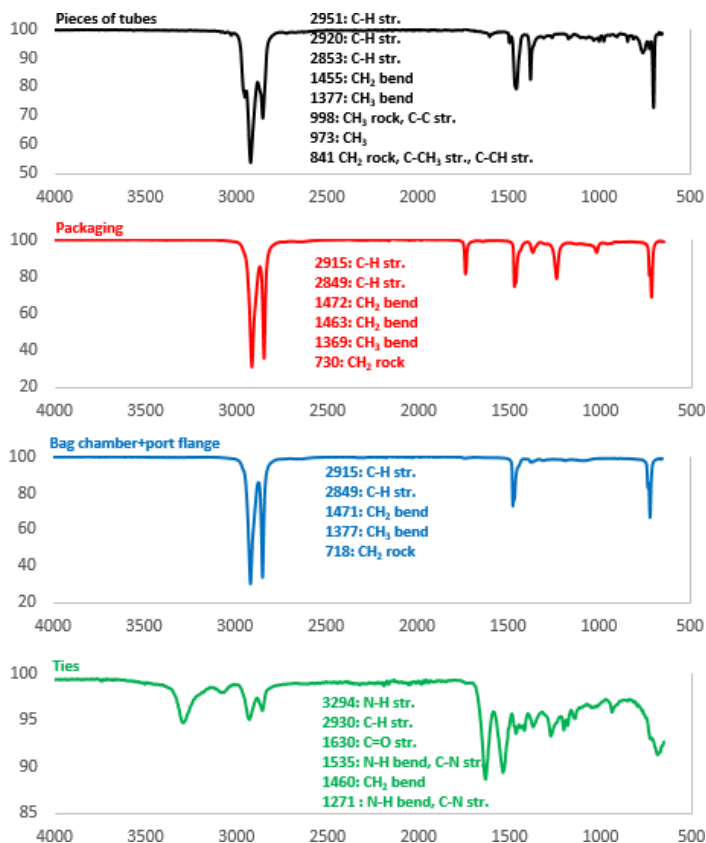 Pieces of tubes
2951: C-H str.
2920: C-H str.
2853: C-H str.
1455: CH₂ bend
1377: CH₃ bend
998: CH₃ rock, C-C str.
973: CH₃
841 CH₂ rock, C-CH₃ str., C-CH str.
100
90
80
70
60
50
4000 3500 3000 2500 2000 1500 1000 500
Packaging
2915: C-H str.
2849: C-H str.
1472: CH₂ bend
1463: CH₂ bend
1369: CH₃ bend
730: CH₂ rock
100
80
60
40
20
4000 3500 3000 2500 2000 1500 1000 500
Bag chamber+port flange
2915: C-H str.
2849: C-H str.
1471: CH₂ bend
1377: CH₃ bend
718: CH₂ rock
100
80
60
40
20
4000 3500 3000 2500 2000 1500 1000 500
Ties
3294: N-H str.
2930: C-H str.
1630: C=O str.
1535: N-H bend, C-N str.
1460: CH₂ bend
1271 : N-H bend, C-N str.
100
95
90
85
4000 3500 3000 2500 2000 1500 1000 500